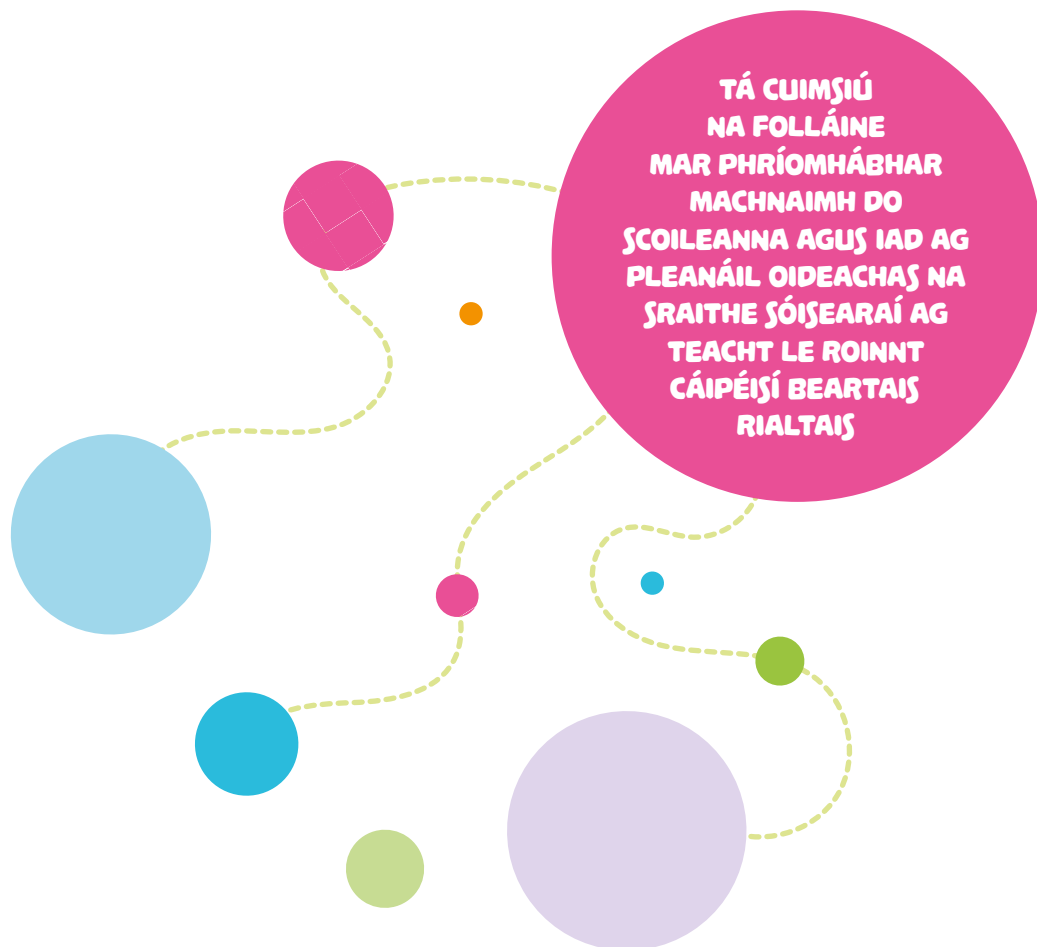 TÁ CUIMSIÚ
NA FOLLÁINE
MAR PHRÍOMHÁBHAR
MACHNAIMH DO
SCOILEANNA AGUS IAD AG
PLEANÁIL OIDEACHAS NA
SRAITHE SÓISEARAÍ AG
TEACHT LE ROINNT
CÁIPÉISÍ BEARTAIS
RIALTAIS